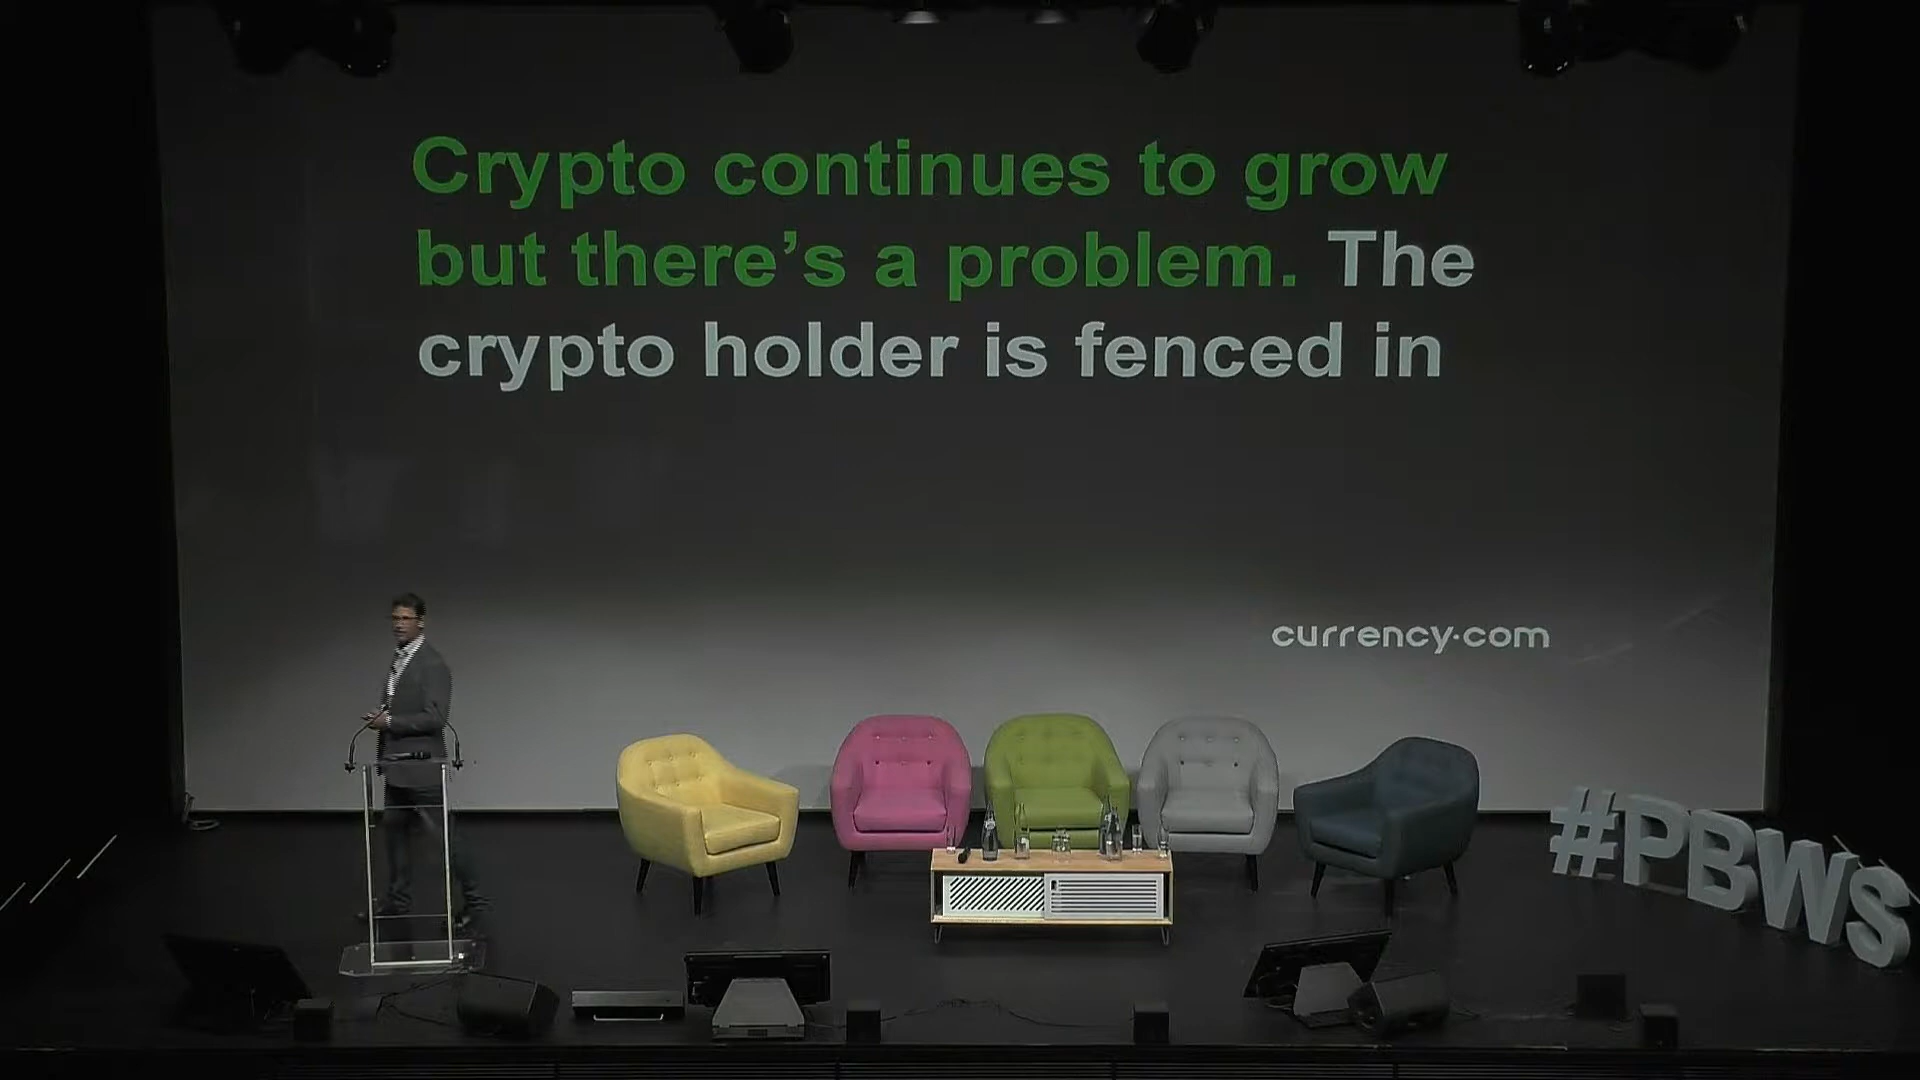 Crypto continues to grow
but there's a problem. The
crypto holder is fenced in
currency.com
#PBWS